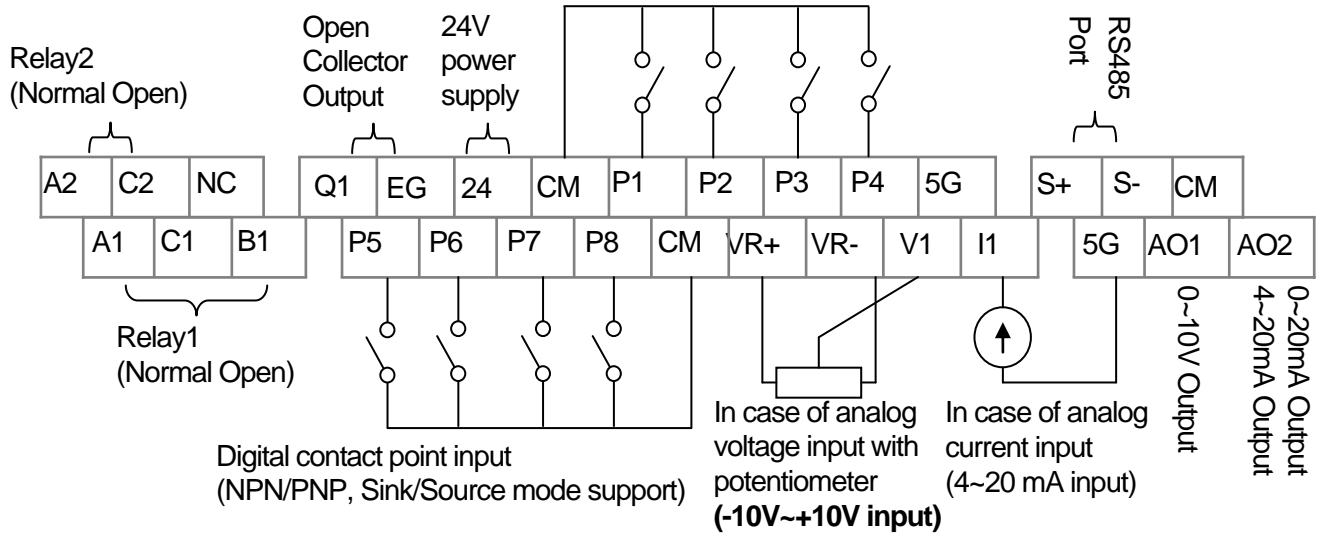 Relay2
(Normal Open)
Open
Collector
Output
24V
power
supply
RS485
Port
A2 C2 NC Q1 EG 24 CM P1 P2 P3 P4 5G S+ S- CM
A1 C1 B1 P5 P6 P7 P8 CM VR+ VR- V1 I1 5G AO1 AO2
Relay1
(Normal Open)
Digital contact point input
(NPN/PNP, Sink/Source mode support)
In case of analog
voltage input with
potentiometer
(-10V~+10V input)
In case of analog
current input
(4~20 mA input)
0~10V Output
0~20mA Output
4~20mA Output